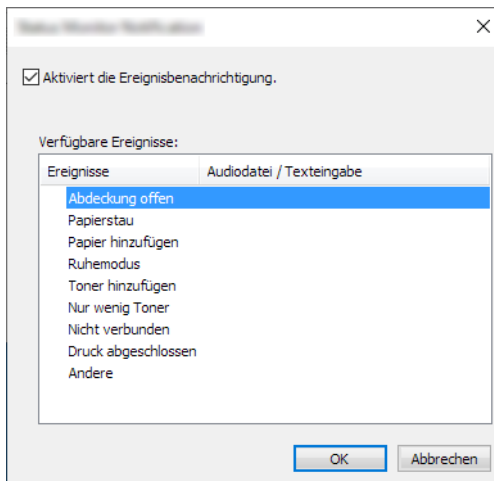 Aktiviert die Ereignisbenachrichtigung.
Verfügbare Ereignisse:
Ereignisse Audiodatei / Texteingabe
Abdeckung offen
Papierstau
Papier hinzufügen
Ruhemodus
Toner hinzufügen
Nur wenig Toner
Nicht verbunden
Druck abgeschlossen
Andere
OK Abbrechen